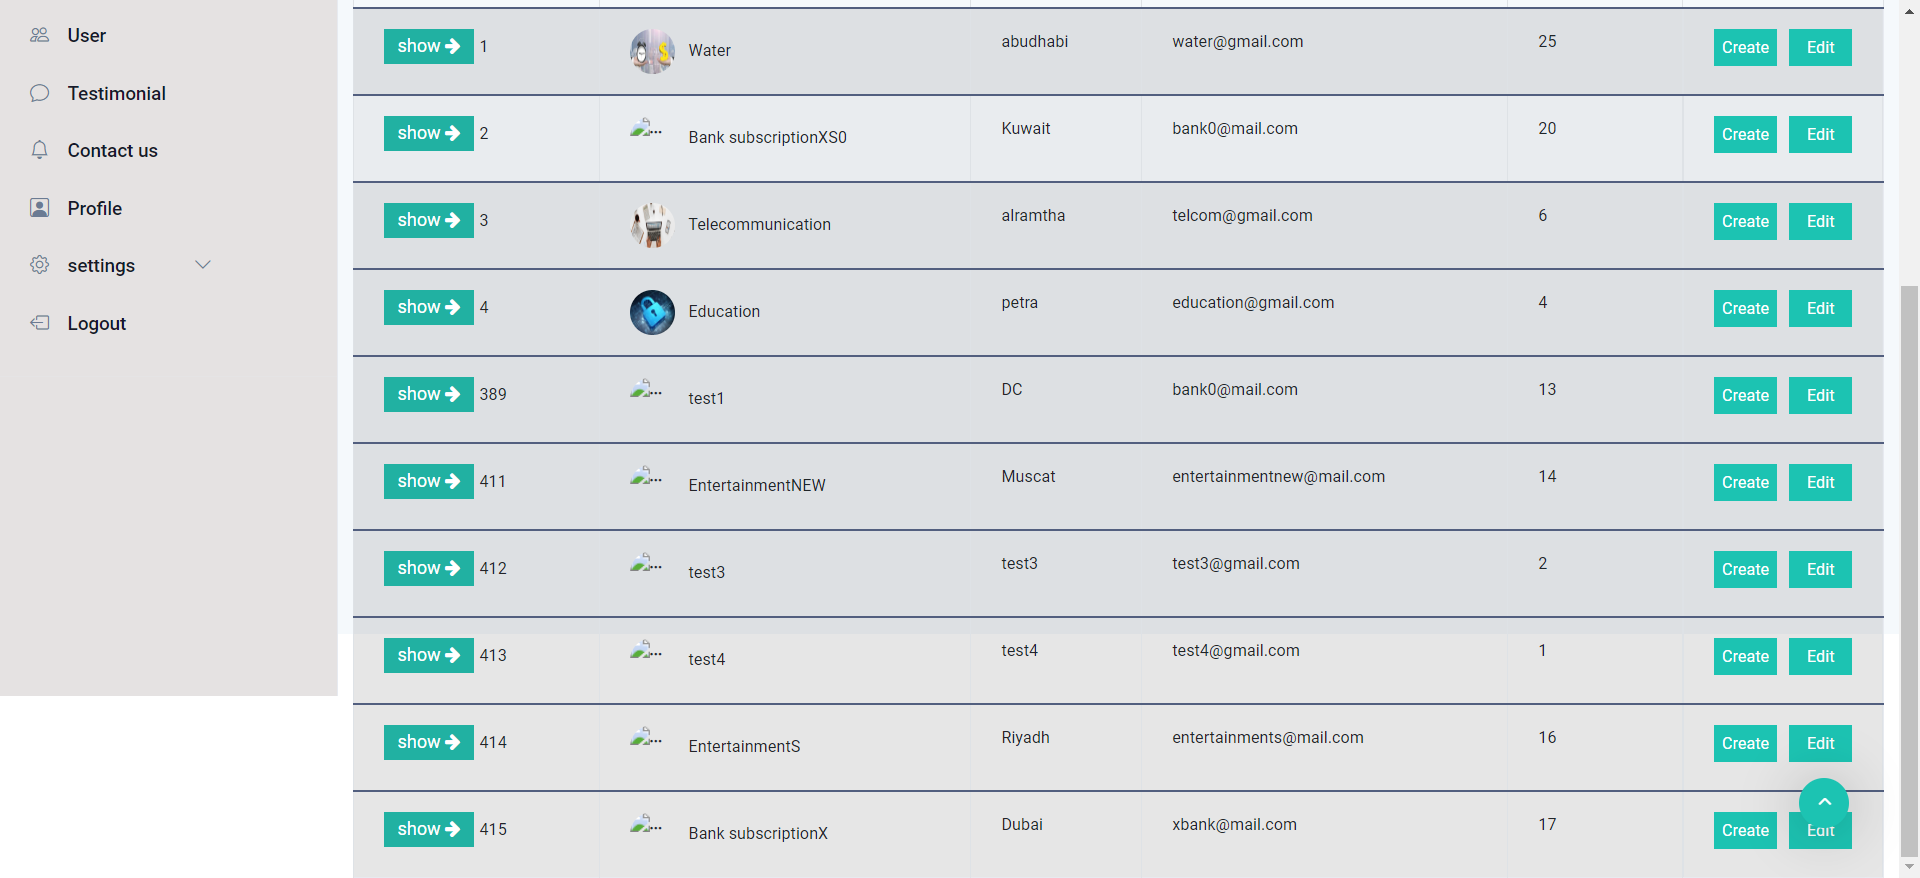 User
Testimonial
Contact us
Profile
settings
Logout
show 1 Water abudhabi water@gmail.com 25 Create Edit
show 2 Bank subscriptionXS0 Kuwait bank0@mail.com 20 Create Edit
show 3 Telecommunication alramtha telcom@gmail.com 6 Create Edit
show 4 Education petra education@gmail.com 4 Create Edit
show 389 test1 DC bank0@mail.com 13 Create Edit
show 411 EntertainmentNEW Muscat entertainmentnew@mail.com 14 Create Edit
show 412 test3 test3 test3@gmail.com 2 Create Edit
show 413 test4 test4 test4@gmail.com 1 Create Edit
show 414 EntertainmentS Riyadh entertainments@mail.com 16 Create Edit
show 415 Bank subscriptionX Dubai xbank@mail.com 17 Create Edit